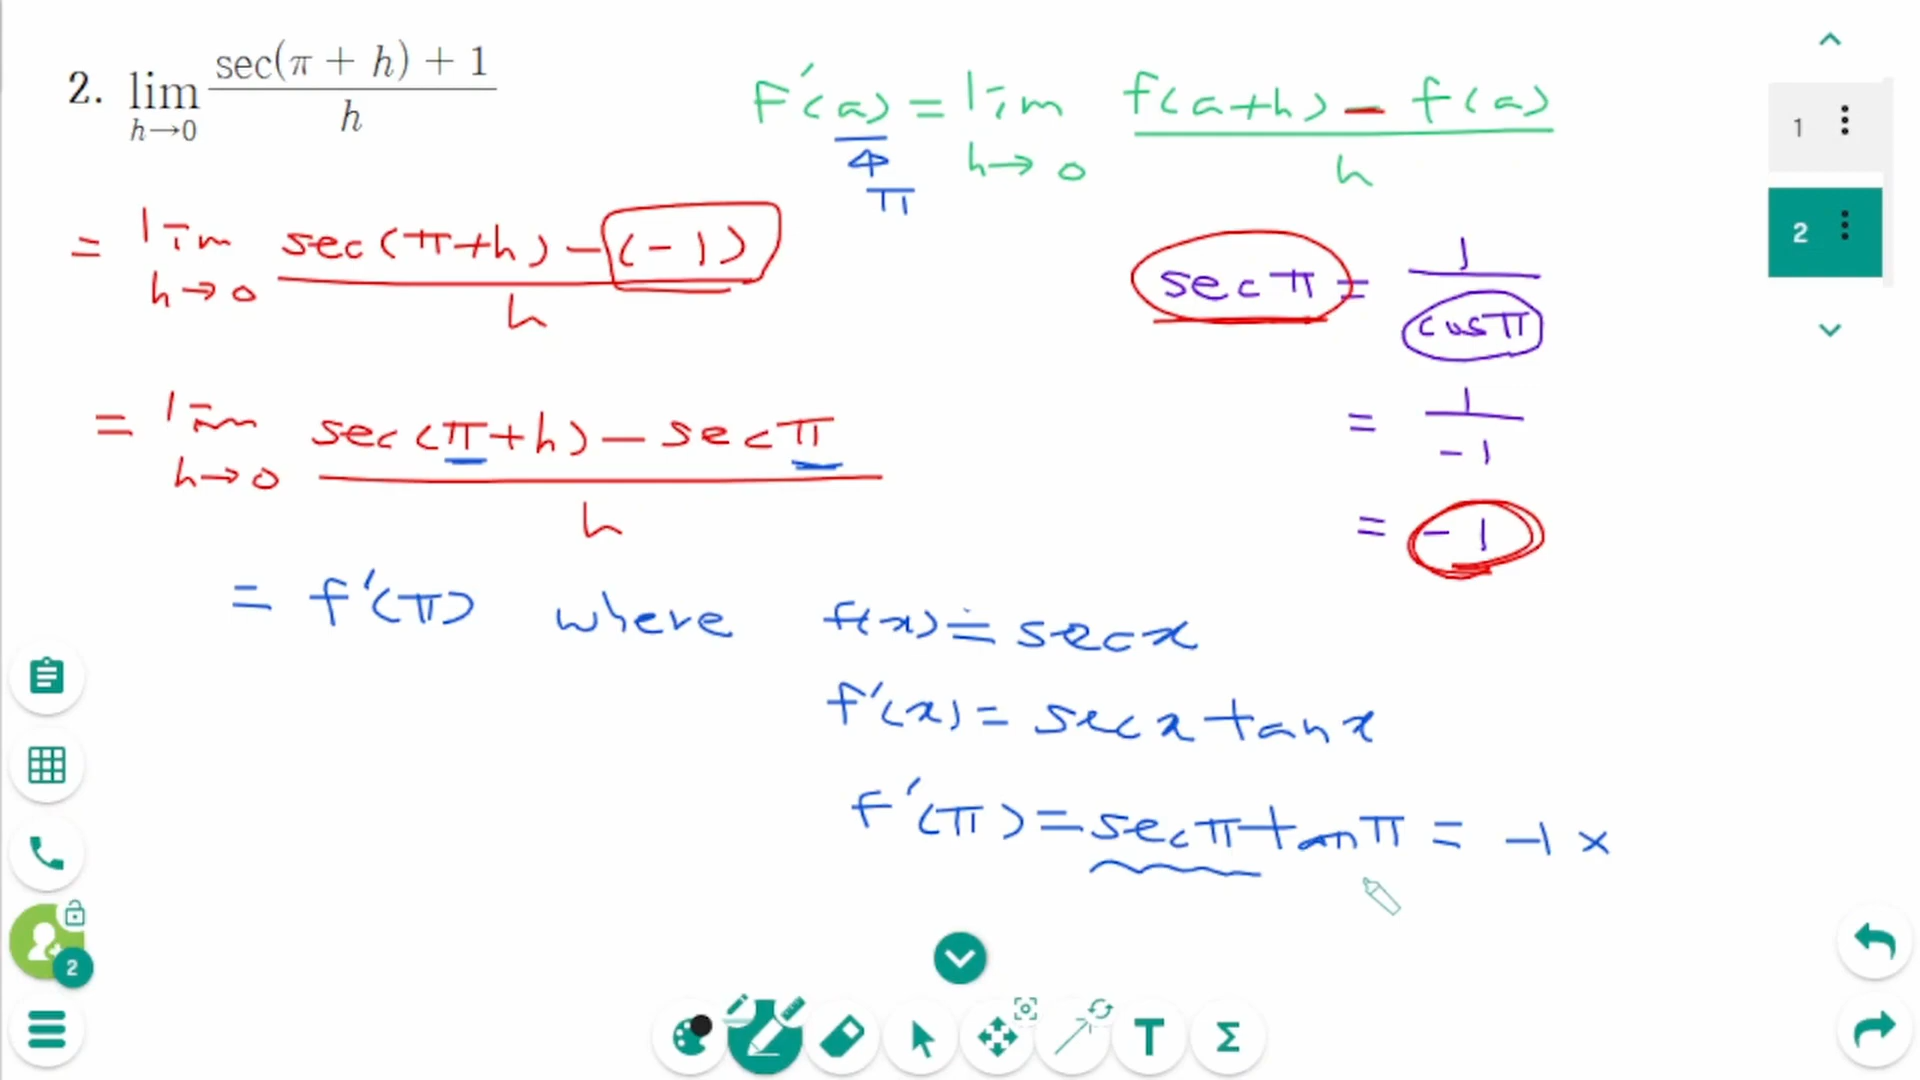 2. lim h→0 sec(π + h) + 1 / h
F'(a) = lim h→0 f(a+h) - f(a) / h
π
= lim h→0 sec(π+h) - (-1) / h
sec π = 1 / cos π
= 1 / -1
= -1
= lim h→0 sec(π+h) - sec π / h
= f'(π) where f(x) = sec x
f'(x) = sec x tan x
f'(π) = sec π tan π = -1 ×
1
2
2
T
Σ